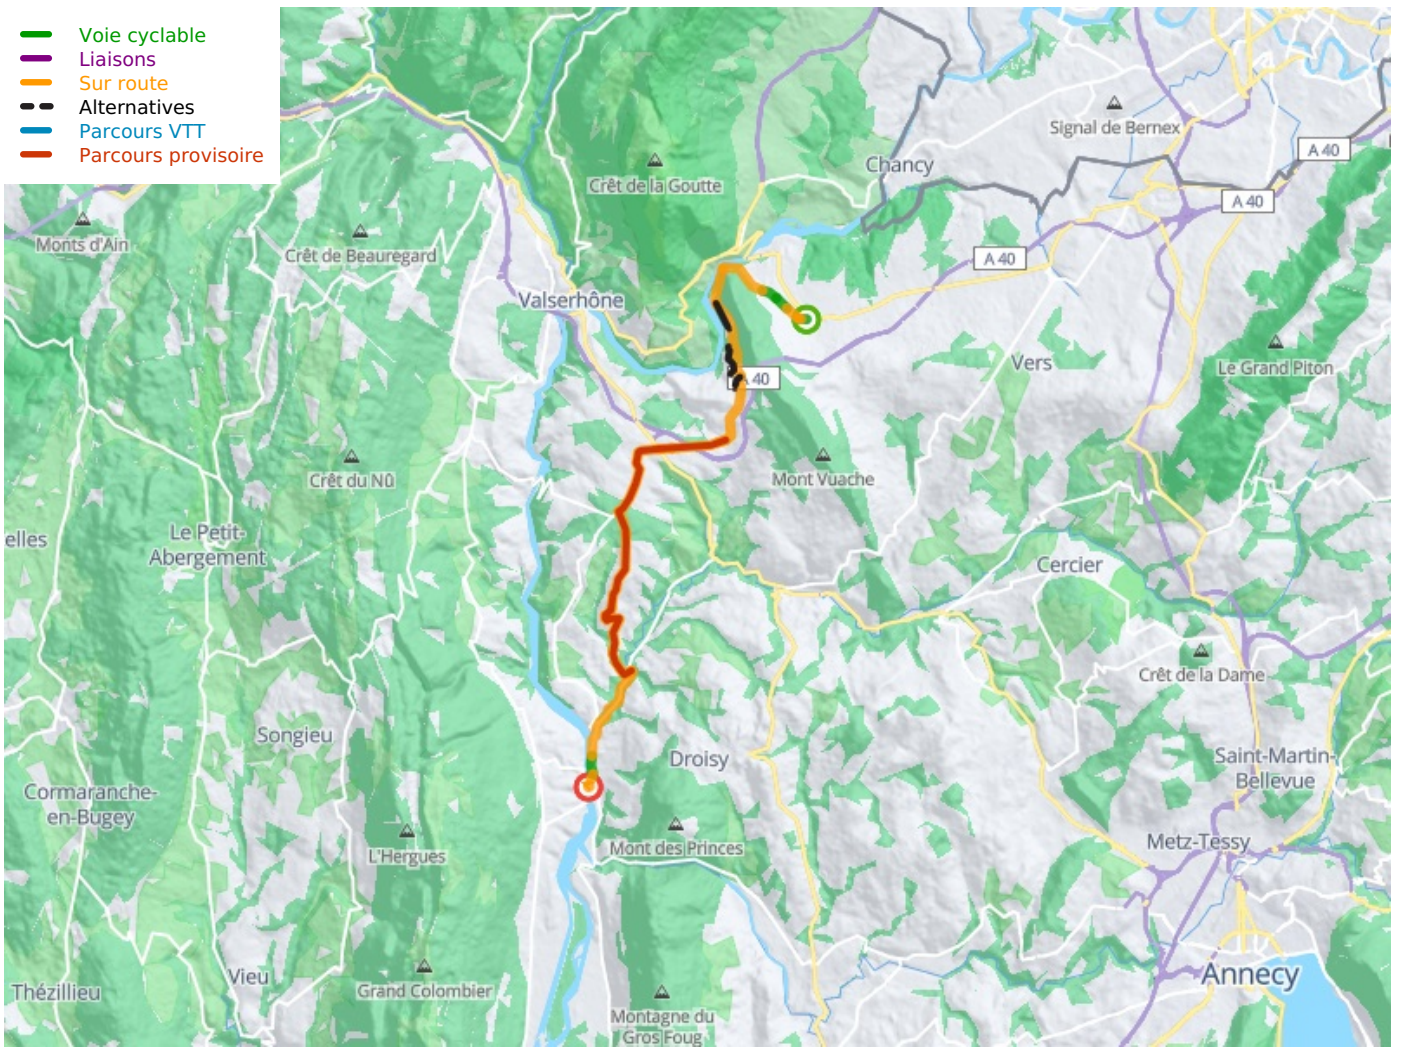 Voie cyclable
Liaisons
Sur route
Alternatives
Parcours VTT
Parcours provisoire
Signal de Bernex
A 40
Chancy
Crêt de la Goutte
A 40
Monts d'Ain
Crêt de Beauregard
A 40
Valserhône
Vers
Le Grand Piton
A 40
Crêt du Nû
Mont Vuache
elles
Le Petit-
Abergement
Cercier
Crêt de la Dame
Songieu
Droisy
Saint-Martin-
Bellevue
Cormaranche-
en-Bugey
L'Hergues
Mont des Princes
Metz-Tessy
Vieu
Annecy
Thézillieu
Grand Colombier
Montagne du
Gros Foug